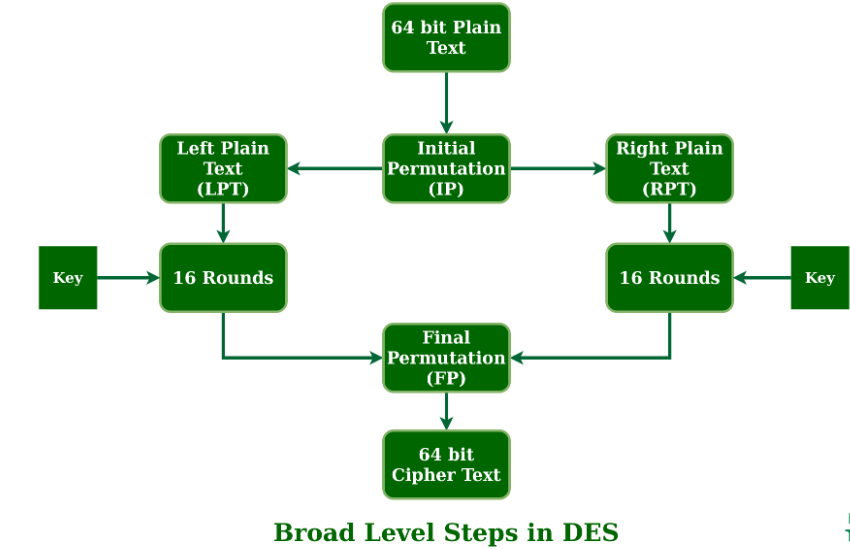 64 bit Plain
Text
Left Plain
Text
(LPT)
Initial
Permutation
(IP)
Right Plain
Text
(RPT)
Key
16 Rounds
16 Rounds
Key
Final
Permutation
(FP)
64 bit
Cipher Text
Broad Level Steps in DES